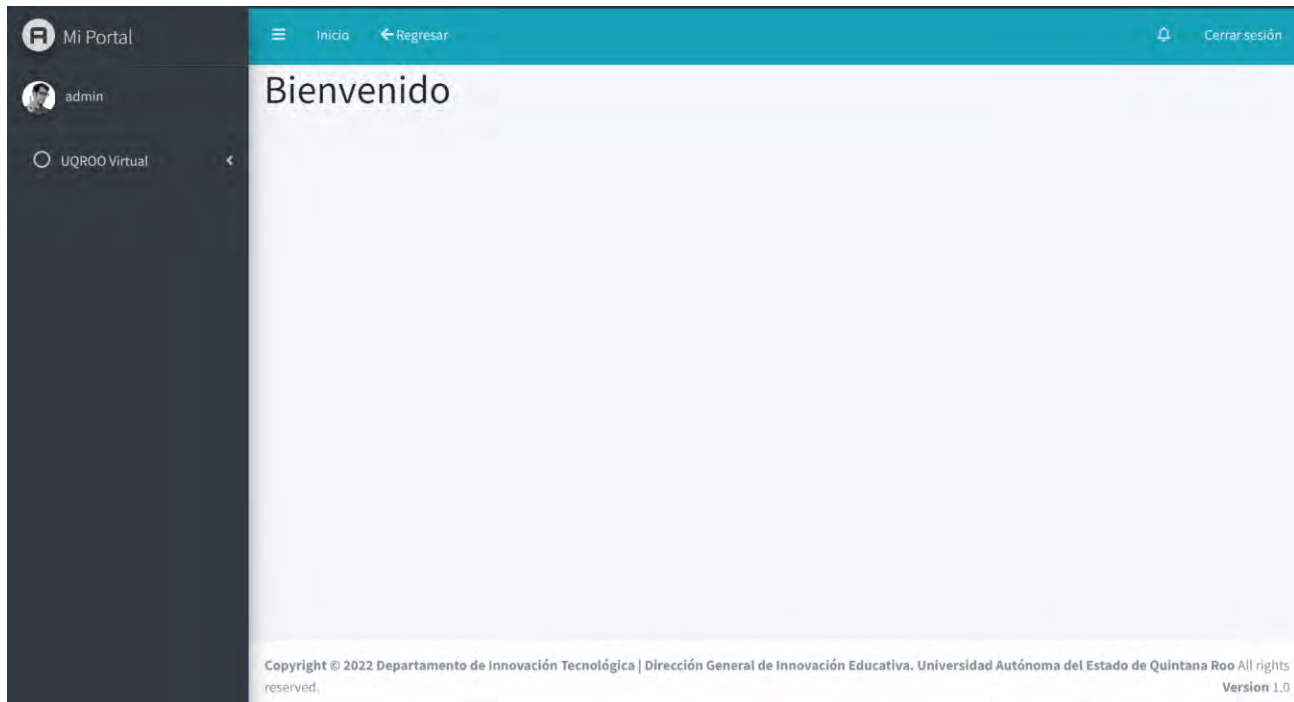 Mi Portal
Inicio
Regresar
Cerrar sesión
admin
Bienvenido
UQROO Virtual
Copyright © 2022 Departamento de Innovación Tecnológica | Dirección General de Innovación Educativa. Universidad Autónoma del Estado de Quintana Roo All rights
reserved.
Version 1.0